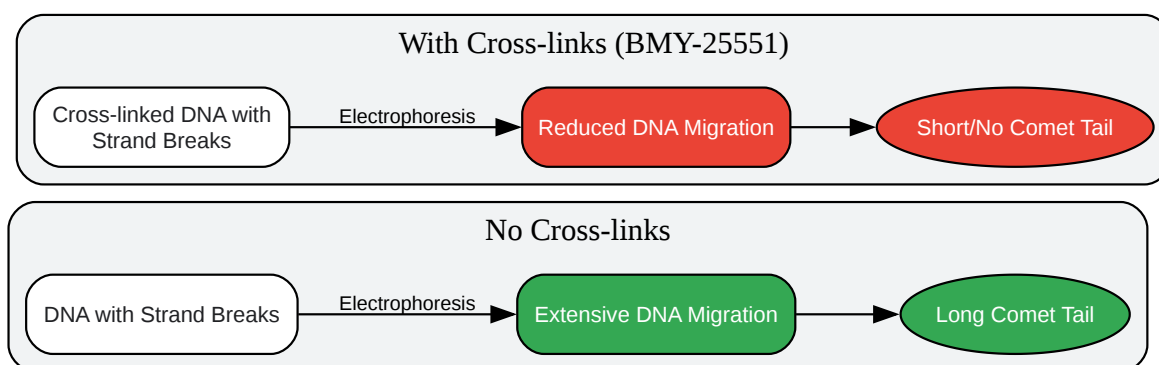 With Cross-links (BMY-25551)
Cross-linked DNA with
Strand Breaks
Electrophoresis
Reduced DNA Migration
Short/No Comet Tail
No Cross-links
DNA with Strand Breaks
Electrophoresis
Extensive DNA Migration
Long Comet Tail